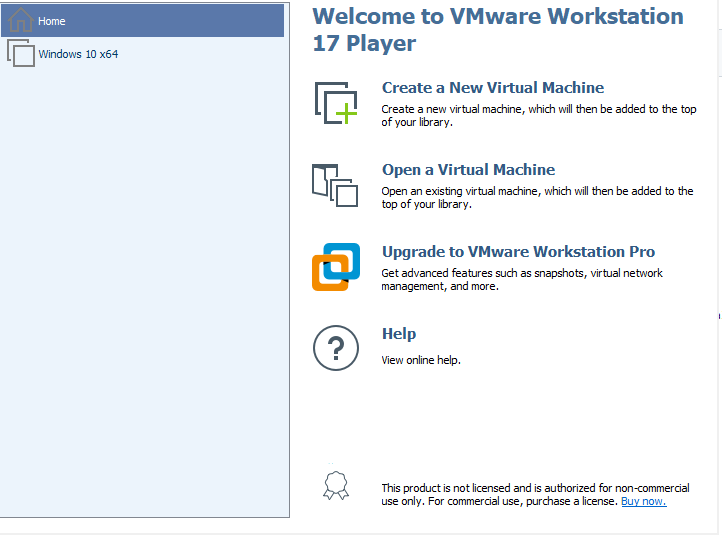 Home
Windows 10 x64
Welcome to VMware Workstation
17 Player
Create a New Virtual Machine
Create a new virtual machine, which will then be added to the top
of your library.
Open a Virtual Machine
Open an existing virtual machine, which will then be added to the
top of your library.
Upgrade to VMware Workstation Pro
Get advanced features such as snapshots, virtual network
management, and more.
?
Help
View online help.
This product is not licensed and is authorized for non-commercial
use only. For commercial use, purchase a license. Buy now.